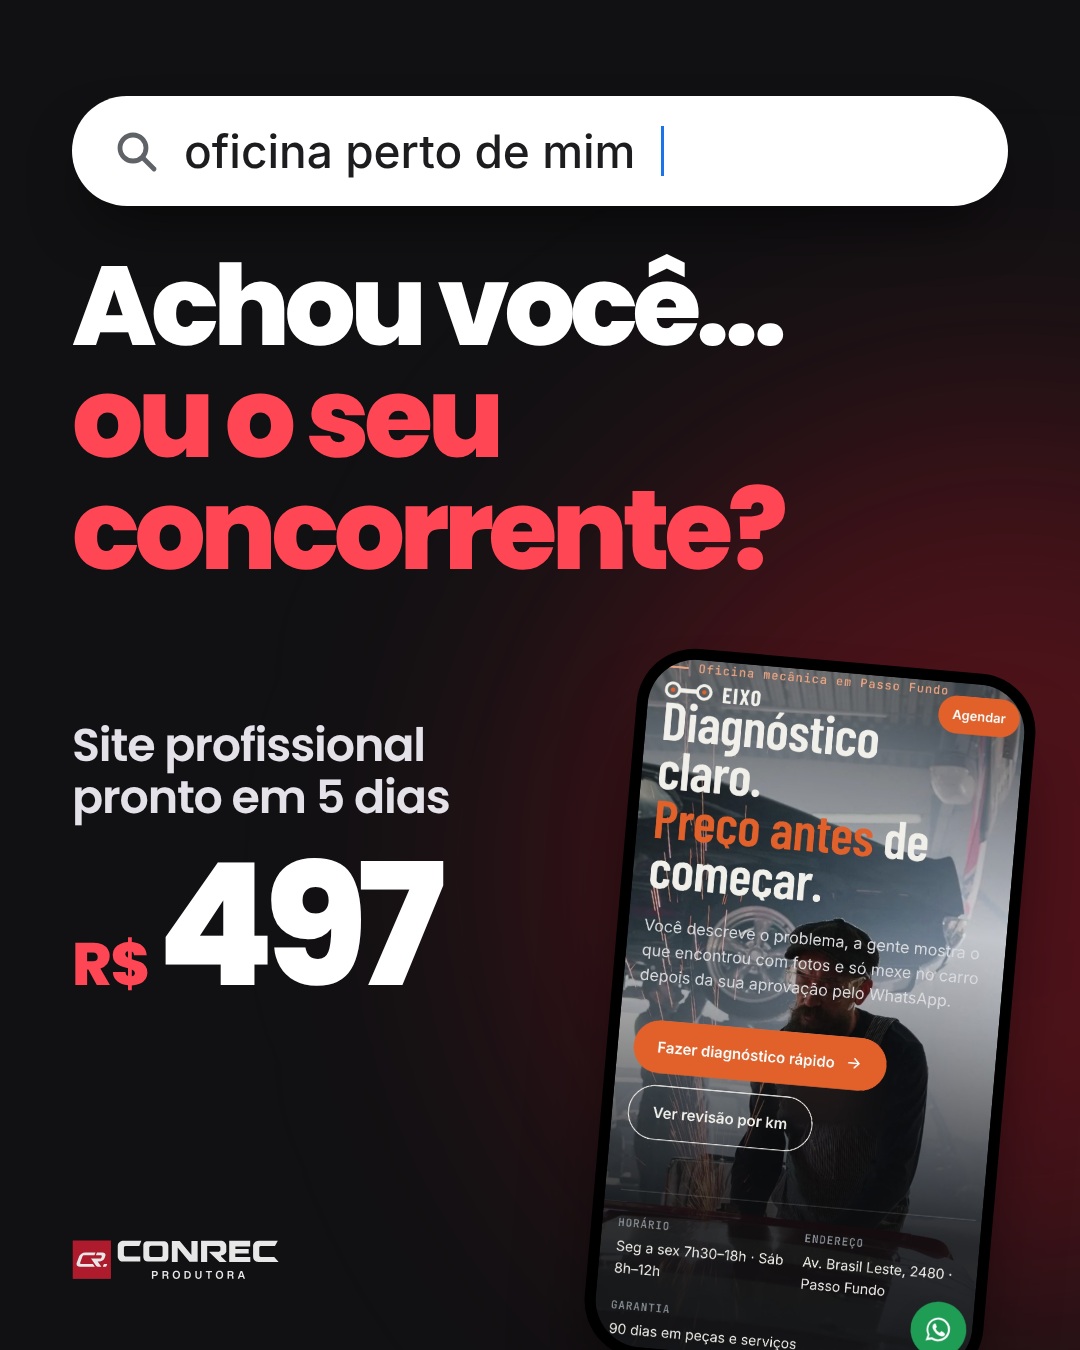 oficina perto de mim
Achou você...
ou o seu
concorrente?
Site profissional
pronto em 5 dias
R$ 497
Oficina mecânica em Passo Fundo
EIXO
Agendar
Diagnóstico
claro.
Preço antes de
começar.
Você descreve o problema, a gente mostra o
que encontrou com fotos e só mexe no carro
depois da sua aprovação pelo WhatsApp.
Fazer diagnóstico rápido →
Ver revisão por km
HORÁRIO
Seg a sex 7h30–18h · Sáb
8h–12h
ENDEREÇO
Av. Brasil Leste, 2480 ·
Passo Fundo
GARANTIA
90 dias em peças e serviços
CR.
CONREC
PRODUTORA